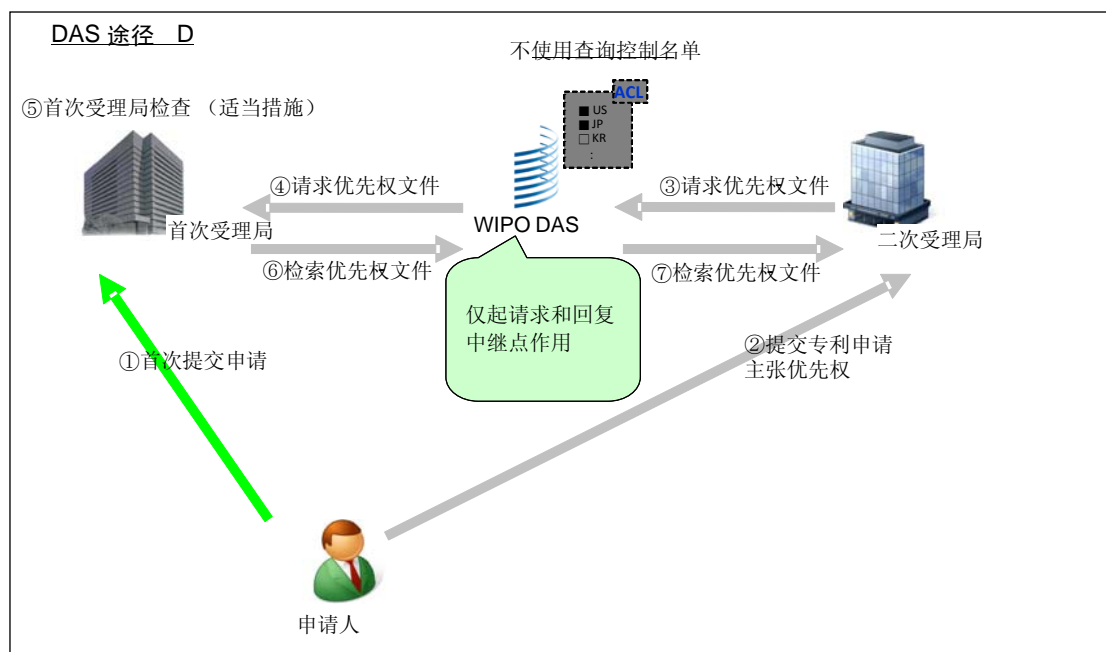 DAS 途径 D
不使用查询控制名单
ACL
■ US
■ JP
□ KR
:
⑤首次受理局检查 （适当措施）
④请求优先权文件
③请求优先权文件
首次受理局
WIPO DAS
二次受理局
⑥检索优先权文件
⑦检索优先权文件
仅起请求和回复
中继点作用
①首次提交申请
②提交专利申请
主张优先权
申请人